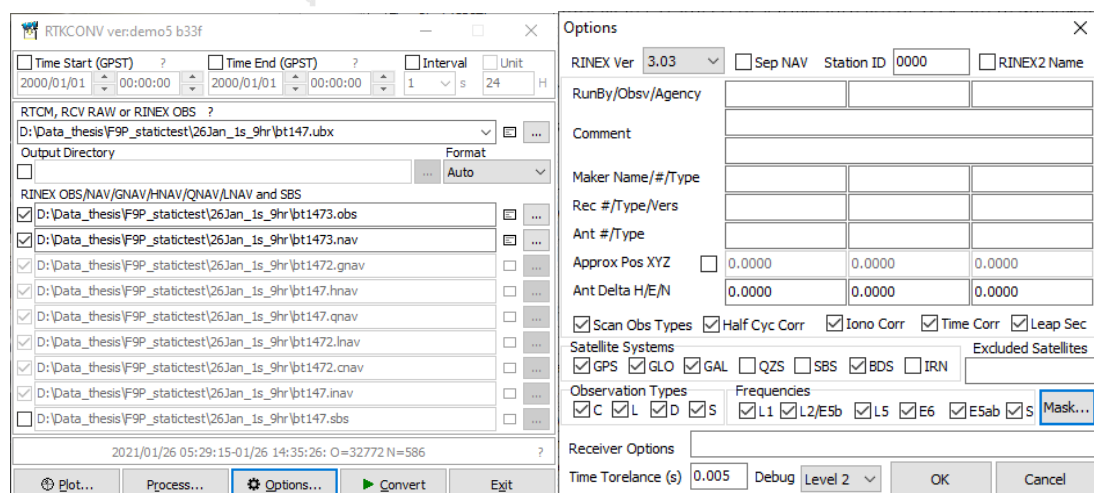 RTKCONV ver:demo5 b33f
Time Start (GPST) ? Time End (GPST) ? Interval Unit
2000/01/01 00:00:00 2000/01/01 00:00:00 1 s 24 H
RTCM, RCV RAW or RINEX OBS ?
D:\Data_thesis\F9P_statictest\26Jan_1s_9hr\bt147.ubx ...
Output Directory Format
... Auto
RINEX OBS/NAV/GNAV/HNAV/QNAV/LNAV and SBS
D:\Data_thesis\F9P_statictest\26Jan_1s_9hr\bt1473.obs ...
D:\Data_thesis\F9P_statictest\26Jan_1s_9hr\bt1473.nav ...
D:\Data_thesis\F9P_statictest\26Jan_1s_9hr\bt1472.gnav ...
D:\Data_thesis\F9P_statictest\26Jan_1s_9hr\bt147.hnav ...
D:\Data_thesis\F9P_statictest\26Jan_1s_9hr\bt147.qnav ...
D:\Data_thesis\F9P_statictest\26Jan_1s_9hr\bt1472.lnav ...
D:\Data_thesis\F9P_statictest\26Jan_1s_9hr\bt1472.cnav ...
D:\Data_thesis\F9P_statictest\26Jan_1s_9hr\bt147.inav ...
D:\Data_thesis\F9P_statictest\26Jan_1s_9hr\bt147.sbs ...
2021/01/26 05:29:15-01/26 14:35:26: O=32772 N=586 ?
Plot... Process... Options... Convert Exit
Options
RINEX Ver 3.03 Sep NAV Station ID 0000 RINEX2 Name
RunBy/Obsv/Agency
Comment
Maker Name/#/Type
Rec #/Type/Vers
Ant #/Type
Approx Pos XYZ 0.0000 0.0000 0.0000
Ant Delta H/E/N 0.0000 0.0000 0.0000
Scan Obs Types Half Cyc Corr Iono Corr Time Corr Leap Sec
Satellite Systems Excluded Satellites
GPS GLO GAL QZS SBS BDS IRN
Observation Types Frequencies
C L D S L1 L2/E5b L5 E6 E5ab S Mask...
Receiver Options
Time Torelance (s) 0.005 Debug Level 2 OK Cancel